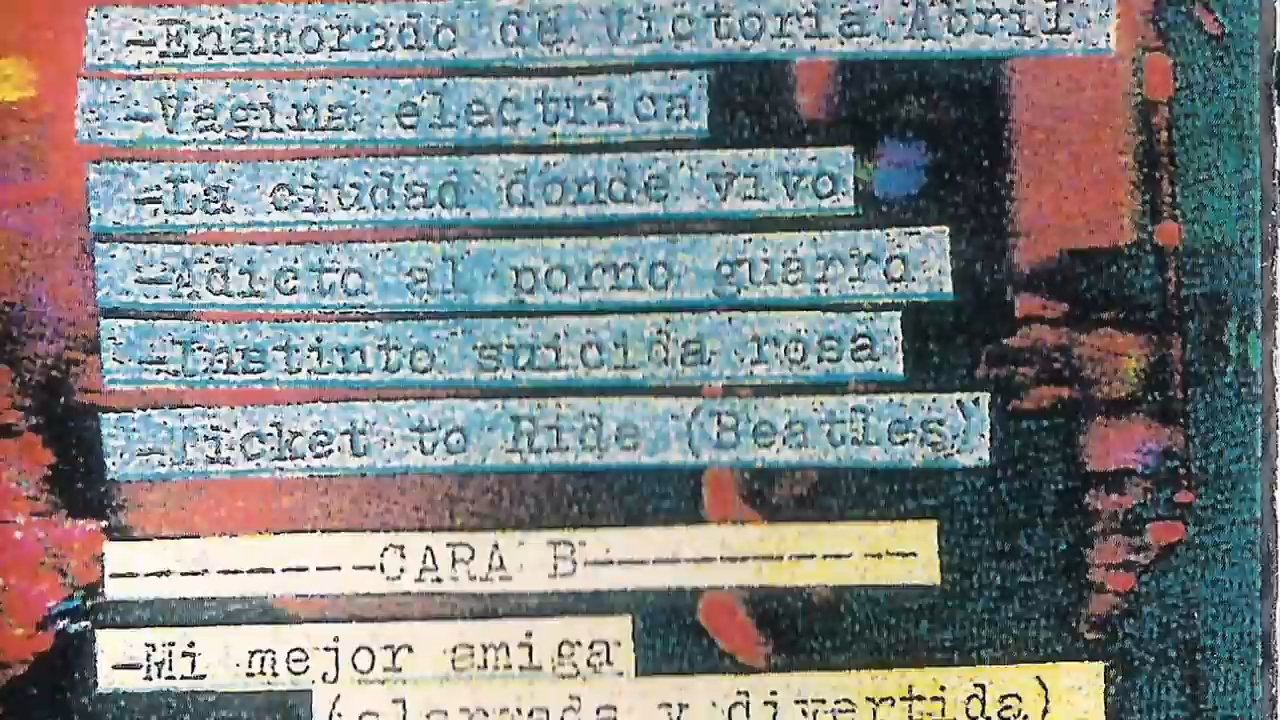 -Enamorado de Victoria Abril
-Vagina electrica
-La ciudad donde vivo
-Adicto al porno guarro
-Instinto suicida rosa
-Ticket to Ride (Beatles)
---------CARA B-----------
-Mi mejor amiga
y divertida)